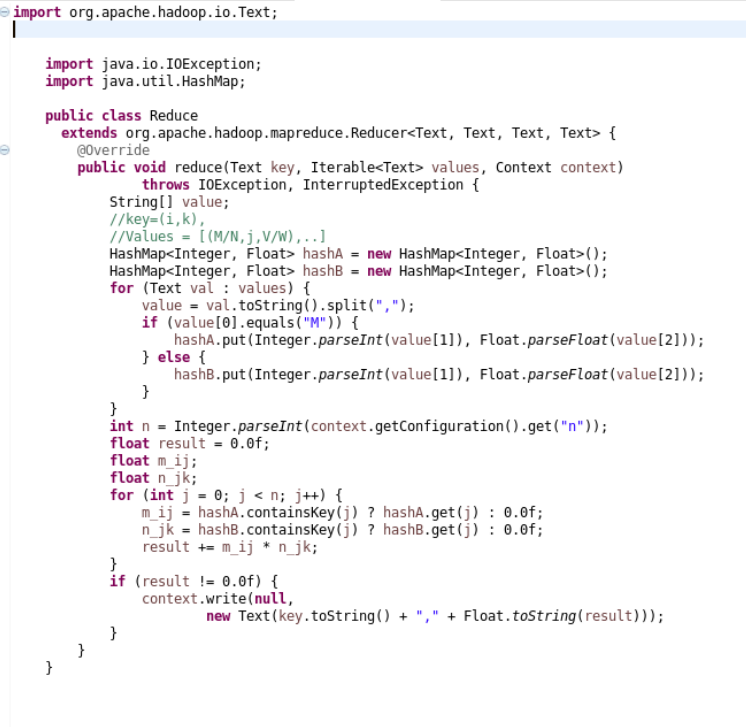 import org.apache.hadoop.io.Text;
import java.io.IOException;
import java.util.HashMap;
public class Reduce
extends org.apache.hadoop.mapreduce.Reducer<Text, Text, Text, Text> {
@Override
public void reduce(Text key, Iterable<Text> values, Context context)
throws IOException, InterruptedException {
String[] value;
//key=(i,k),
//Values = [(M/N,j,V/W),..]
HashMap<Integer, Float> hashA = new HashMap<Integer, Float>();
HashMap<Integer, Float> hashB = new HashMap<Integer, Float>();
for (Text val : values) {
value = val.toString().split(",");
if (value[0].equals("M")) {
hashA.put(Integer.parseInt(value[1]), Float.parseFloat(value[2]));
} else {
hashB.put(Integer.parseInt(value[1]), Float.parseFloat(value[2]));
}
}
int n = Integer.parseInt(context.getConfiguration().get("n"));
float result = 0.0f;
float m_ij;
float n_jk;
for (int j = 0; j < n; j++) {
m_ij = hashA.containsKey(j) ? hashA.get(j) : 0.0f;
n_jk = hashB.containsKey(j) ? hashB.get(j) : 0.0f;
result += m_ij * n_jk;
}
if (result != 0.0f) {
context.write(null,
new Text(key.toString() + "," + Float.toString(result)));
}
}
}